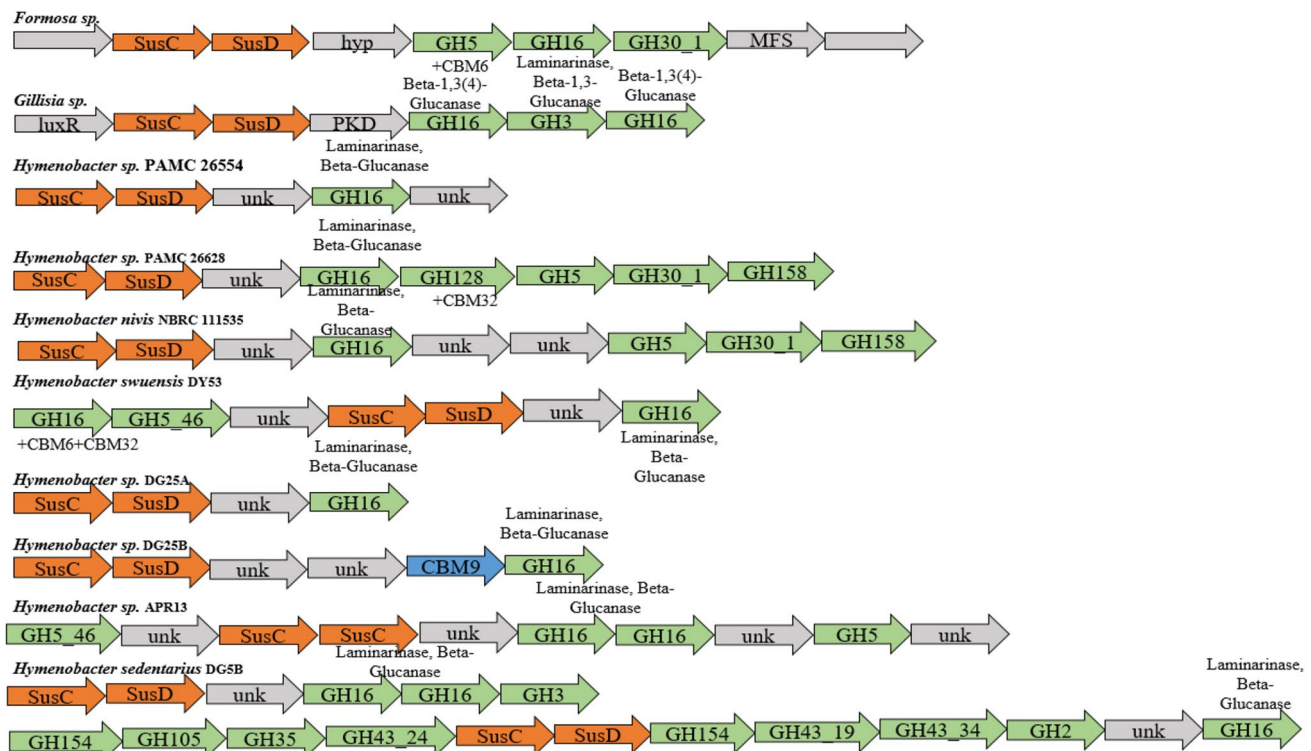 Formosa sp.
SusC SusD hyp GH5 GH16 GH30_1 MFS
+CBM6 Laminarinase, Beta-1,3(4)-
Beta-1,3(4)- Beta-1,3- Glucanase
Glucanase Glucanase
Gillisia sp.
luxR SusC SusD PKD GH16 GH3 GH16
Laminarinase,
Beta-Glucanase
Hymenobacter sp. PAMC 26554
SusC SusD unk GH16 unk
Laminarinase,
Beta-Glucanase
Hymenobacter sp. PAMC 26628
SusC SusD unk GH16 GH128 GH5 GH30_1 GH158
Laminarinase, +CBM32
Beta-
Glucanase
Hymenobacter nivis NBRC 111535
SusC SusD unk GH16 unk unk GH5 GH30_1 GH158
Hymenobacter swuensis DY53
GH16 GH5_46 unk SusC SusD unk GH16
+CBM6+CBM32 Laminarinase, Laminarinase,
Beta-Glucanase Beta-
Glucanase
Hymenobacter sp. DG25A
SusC SusD unk GH16
Laminarinase,
Beta-Glucanase
Hymenobacter sp. DG25B
SusC SusD unk unk CBM9 GH16
Laminarinase, Beta-
Glucanase
Hymenobacter sp. APR13
GH5_46 unk SusC SusC unk GH16 GH16 unk GH5 unk
Laminarinase, Beta-
Glucanase
Hymenobacter sedentarius DG5B
SusC SusD unk GH16 GH16 GH3
Laminarinase,
Beta-
Glucanase
GH154_ GH105 GH35 GH43_24 SusC SusD GH154 GH43_19 GH43_34 GH2 unk GH16